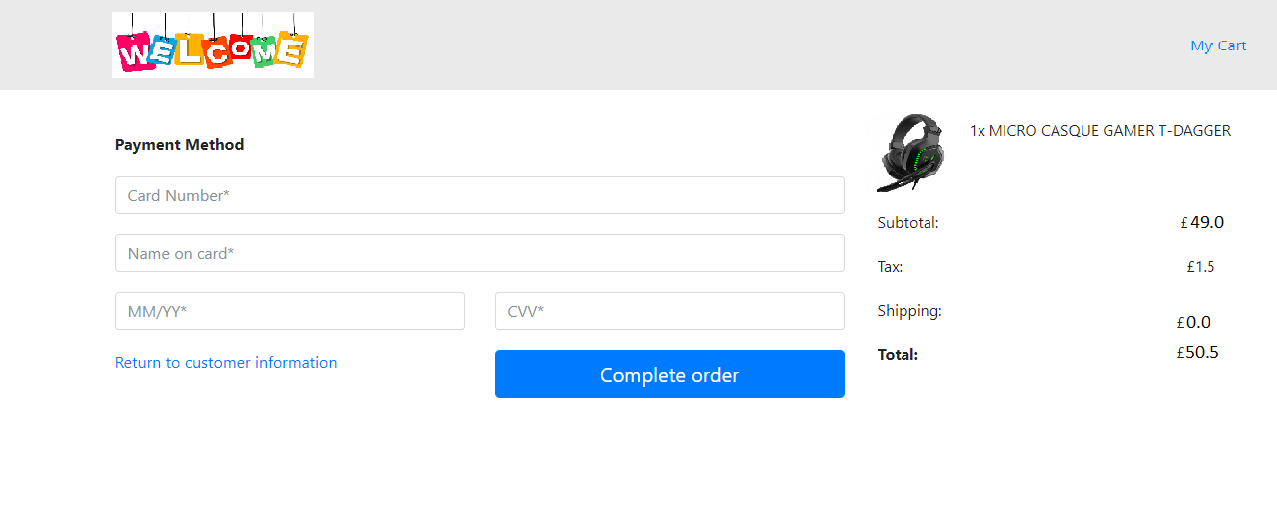 WELCOME
My Cart
Payment Method
Card Number*
Name on card*
MM/YY*
CVV*
Return to customer information
Complete order
1x MICRO CASQUE GAMER T-DAGGER
Subtotal: £ 49.0
Tax: £1.5
Shipping: £0.0
Total: £50.5